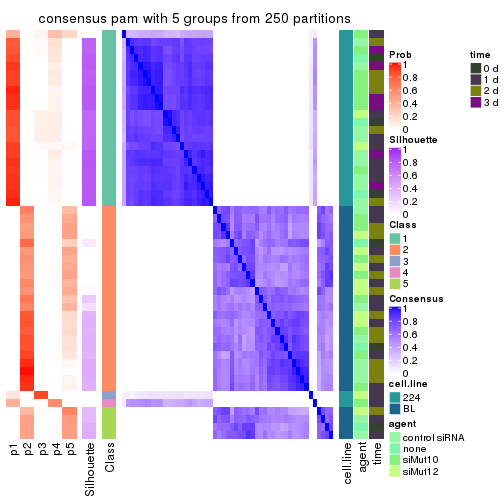 consensus pam with 5 groups from 250 partitions
p1
p2
p3
p4
p5
Silhouette
Class
cell.line
agent
time
Prob
1
0.8
0.6
0.4
0.2
0
Silhouette
1
0.8
0.6
0.4
0.2
0
Class
1
2
3
4
5
Consensus
1
0.8
0.6
0.4
0.2
0
cell.line
224
BL
agent
control siRNA
none
siMut10
siMut12
time
0 d
1 d
2 d
3 d